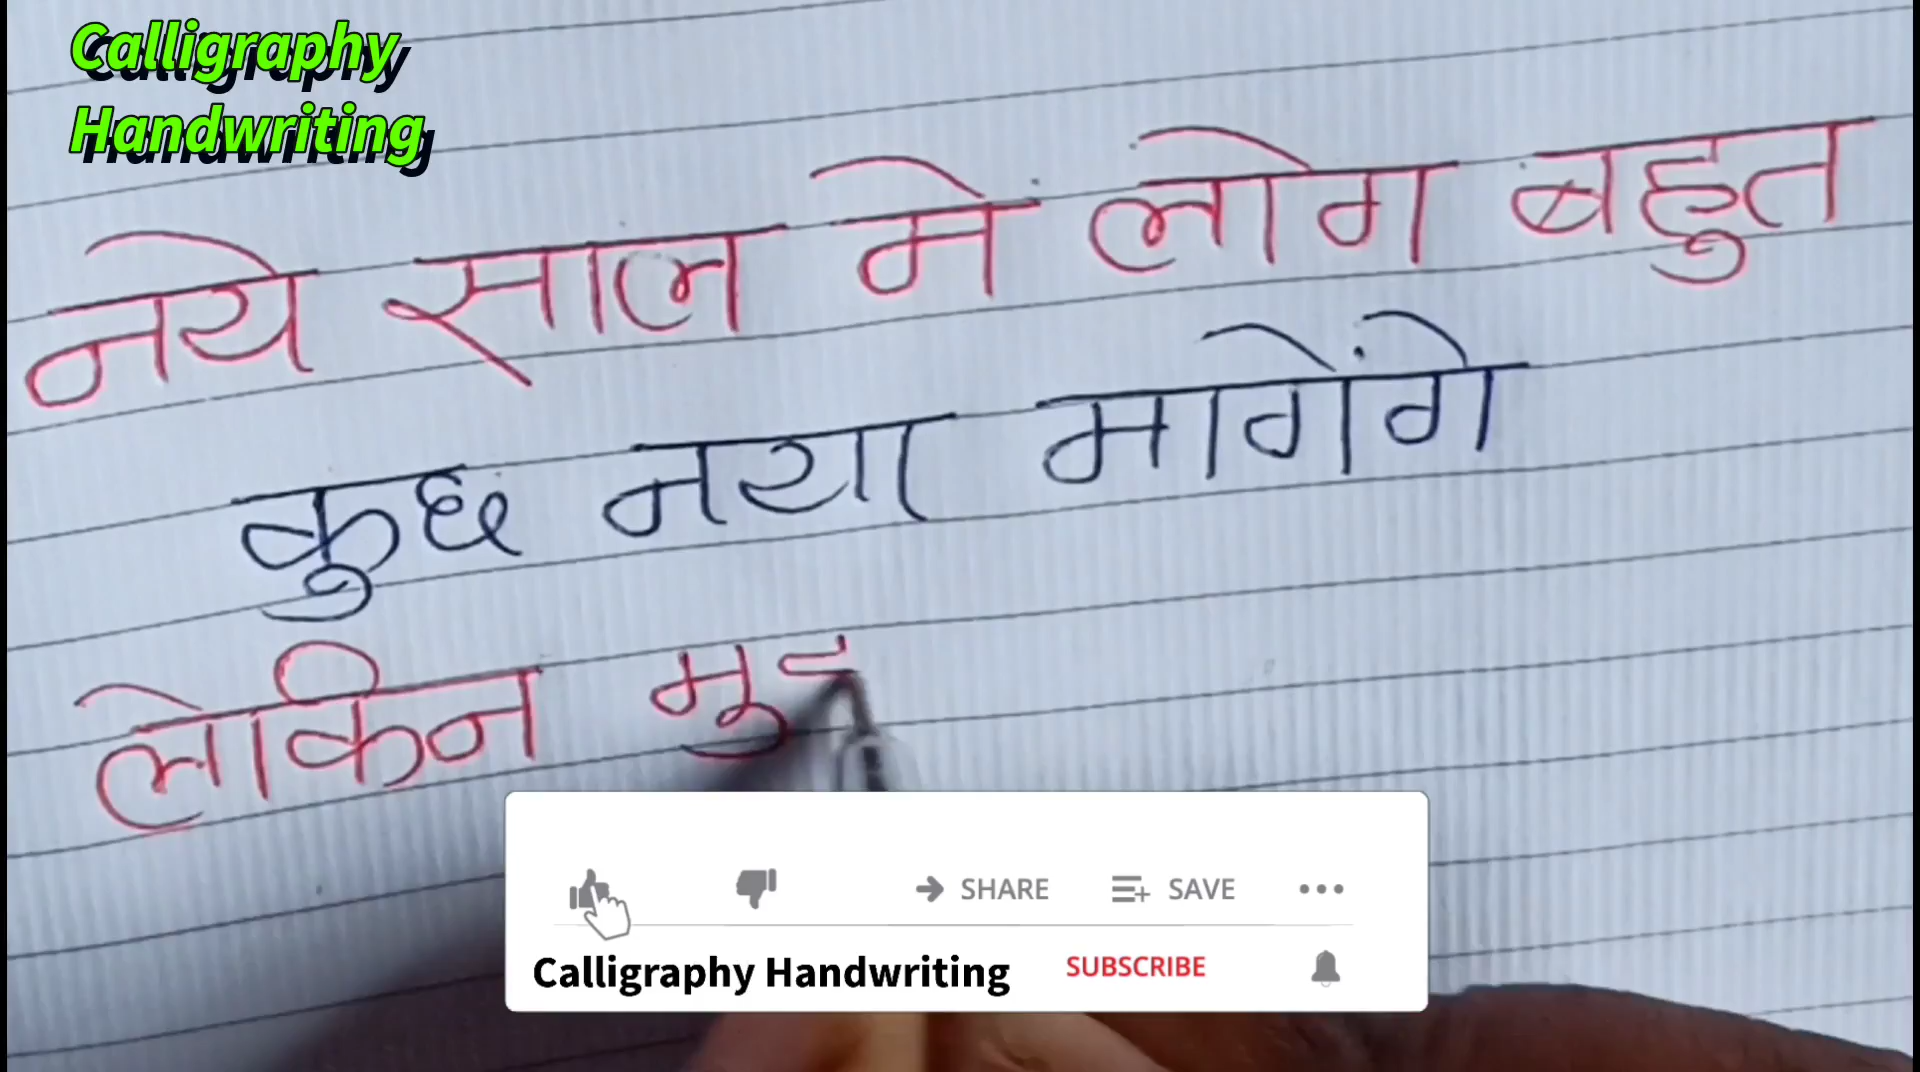 Calligraphy
Handwriting
नये साल मे लोग बहुत
कुछ नया मागेंगे
लेकिन मु
SHARE SAVE
Calligraphy Handwriting SUBSCRIBE